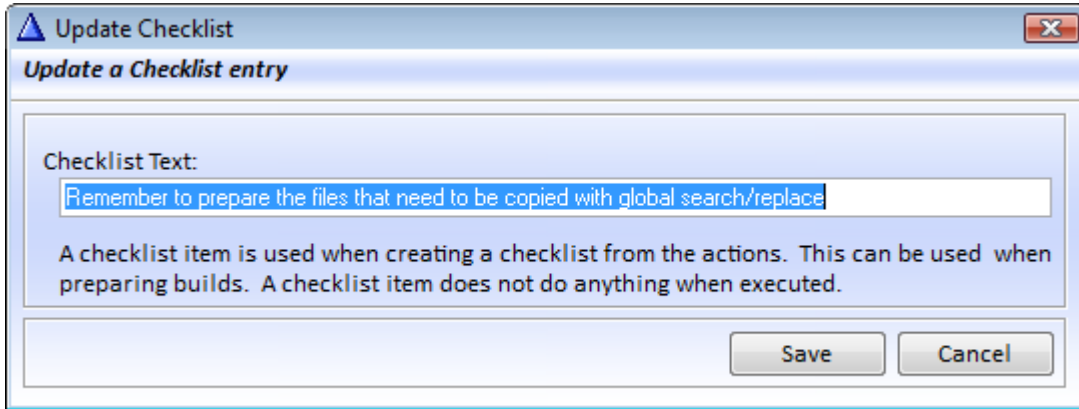 Update Checklist
Update a Checklist entry
Checklist Text:
Remember to prepare the files that need to be copied with global search/replace
A checklist item is used when creating a checklist from the actions.  This can be used  when
preparing builds.  A checklist item does not do anything when executed.
Save Cancel